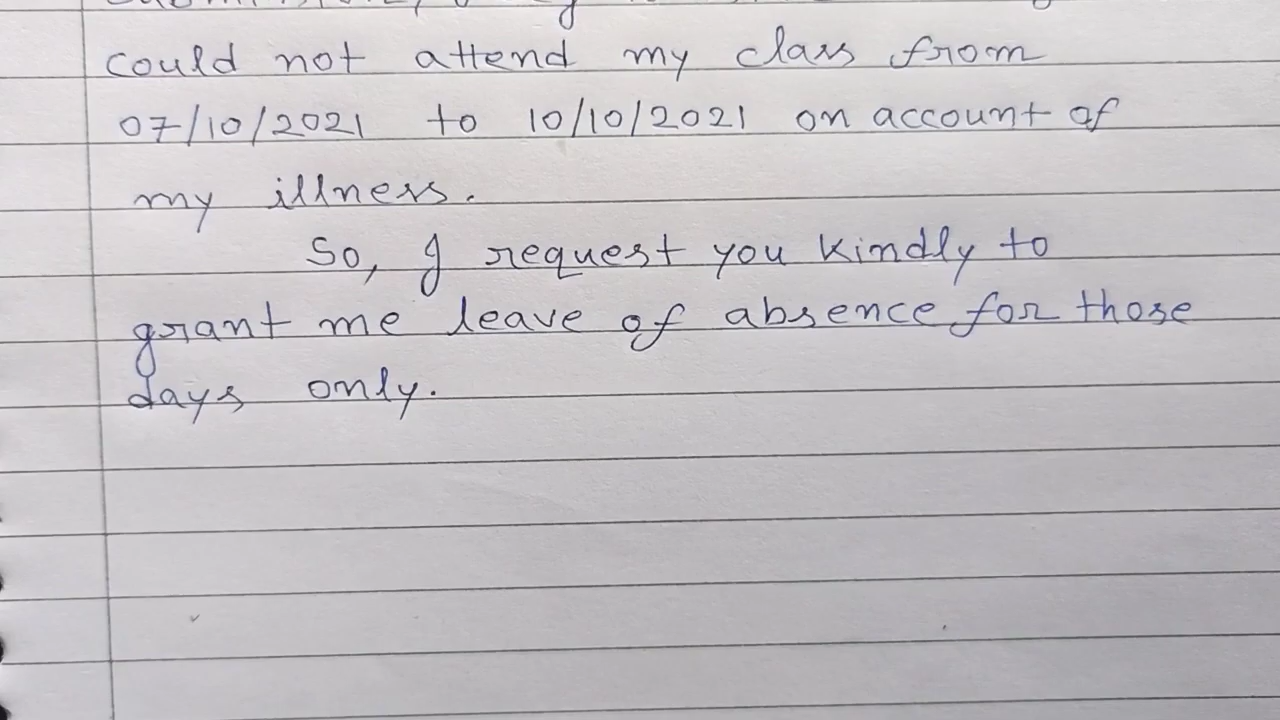 could not attend my class from
07/10/2021 to 10/10/2021 on account of
my illness.
So, I request you kindly to
grant me leave of absence for those
days only.